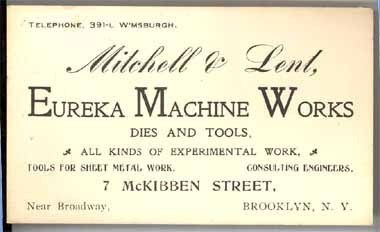 TELEPHONE, 391-L W'MSBURGH.
Mitchell & Lent,
EUREKA MACHINE WORKS
DIES AND TOOLS,
ALL KINDS OF EXPERIMENTAL WORK,
TOOLS FOR SHEET METAL WORK. CONSULTING ENGINEERS.
7 McKIBBEN STREET,
Near Broadway, BROOKLYN, N. Y.